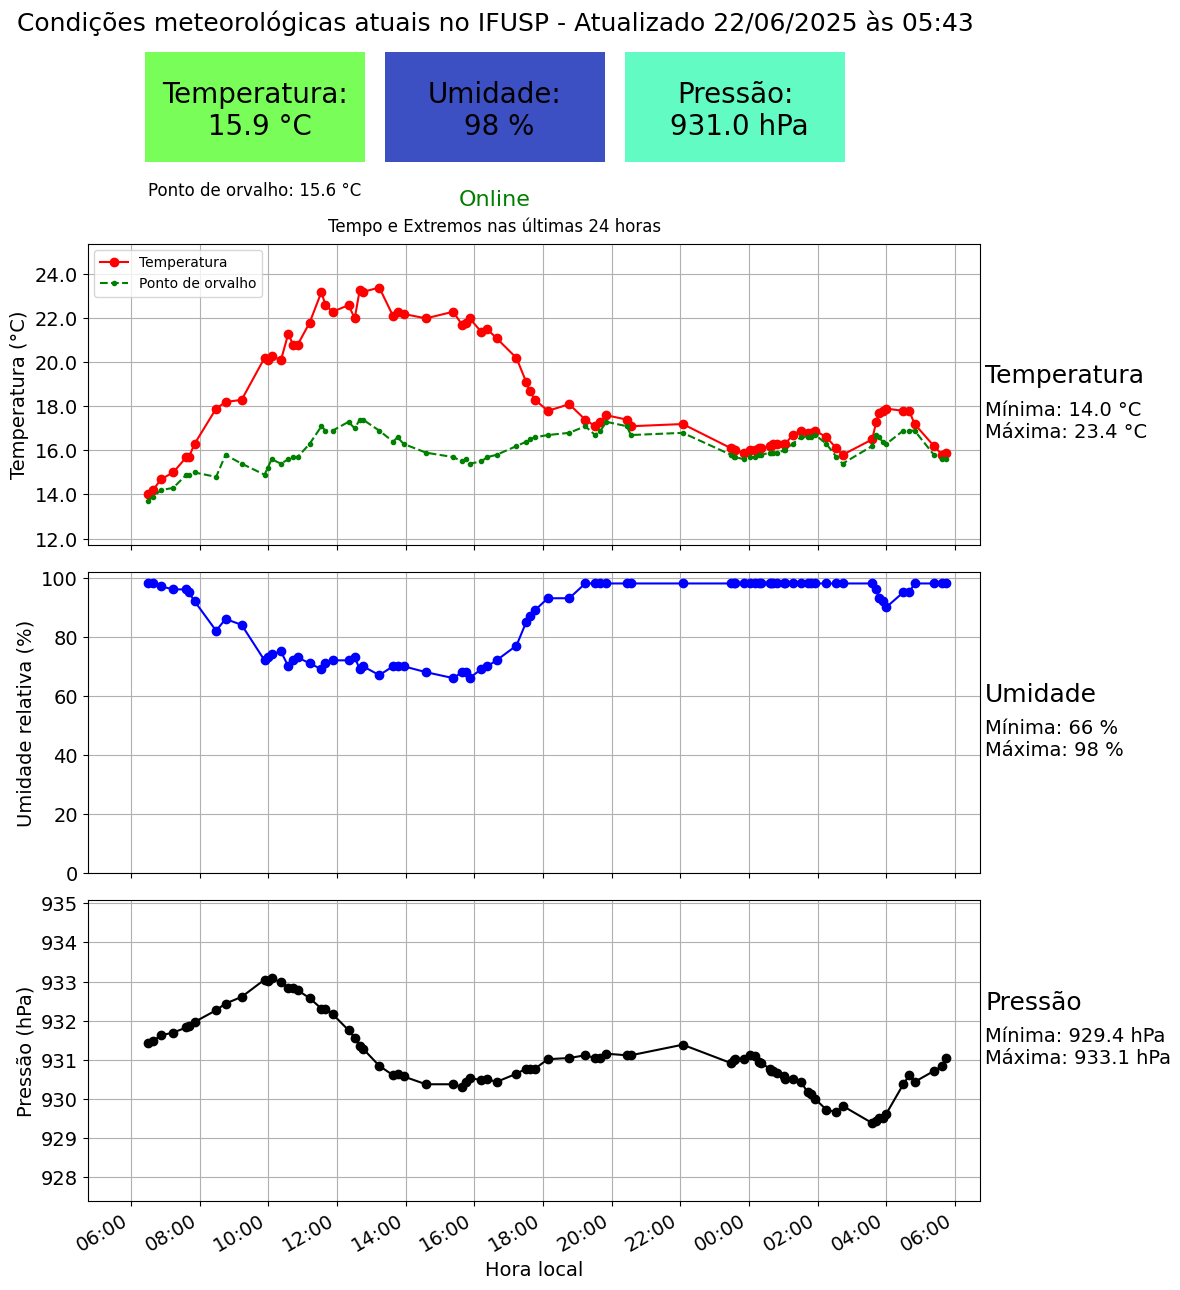 Condições meteorológicas atuais no IFUSP - Atualizado 22/06/2025 às 05:43
Temperatura:
15.9 °C
Umidade:
98 %
Pressão:
931.0 hPa
Ponto de orvalho: 15.6 °C
Online
Tempo e Extremos nas últimas 24 horas
Temperatura
Ponto de orvalho
Temperatura (°C)
24.0
22.0
20.0
18.0
16.0
14.0
12.0
Temperatura
Mínima: 14.0 °C
Máxima: 23.4 °C
Umidade relativa (%)
100
80
60
40
20
0
Umidade
Mínima: 66 %
Máxima: 98 %
Pressão (hPa)
935
934
933
932
931
930
929
928
Pressão
Mínima: 929.4 hPa
Máxima: 933.1 hPa
06:00
08:00
10:00
12:00
14:00
16:00
18:00
20:00
22:00
00:00
02:00
04:00
06:00
Hora local